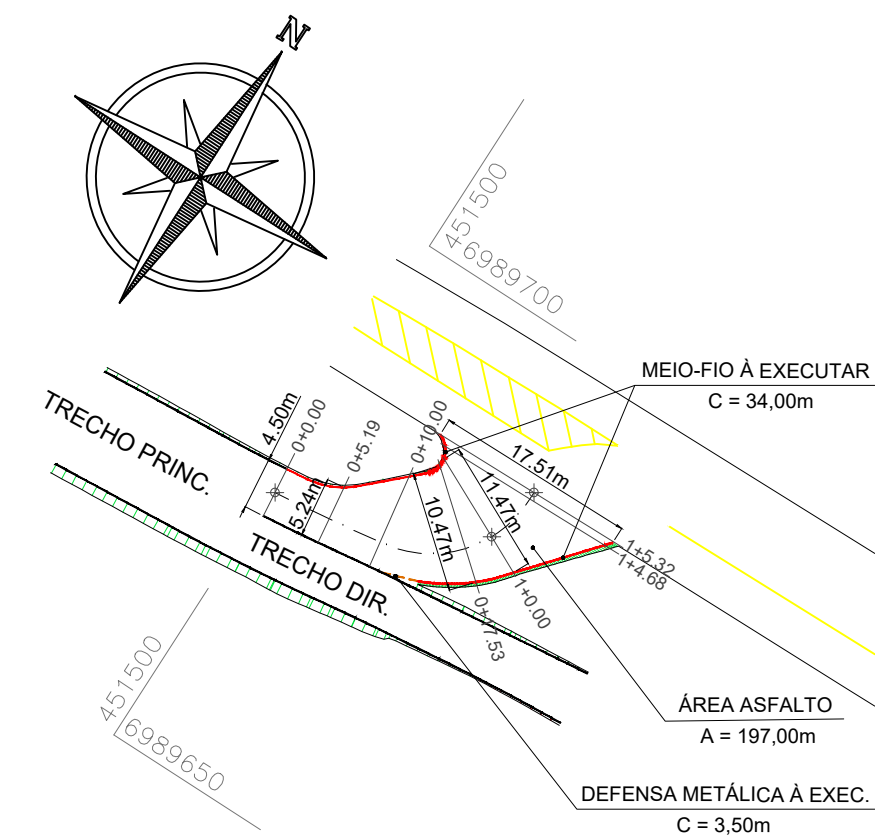 N
451500
6989700
MEIO-FIO À EXECUTAR
C = 34,00m
TRECHO PRINC.
4.50m
0+0.00
0+5.19
0+10.00
17.51m
11.47m
10.47m
5.24m
TRECHO DIR.
1+5.32
1+4.68
1+0.00
0+17.53
451500
6989650
ÁREA ASFALTO
A = 197,00m
DEFENSA METÁLICA À EXEC.
C = 3,50m